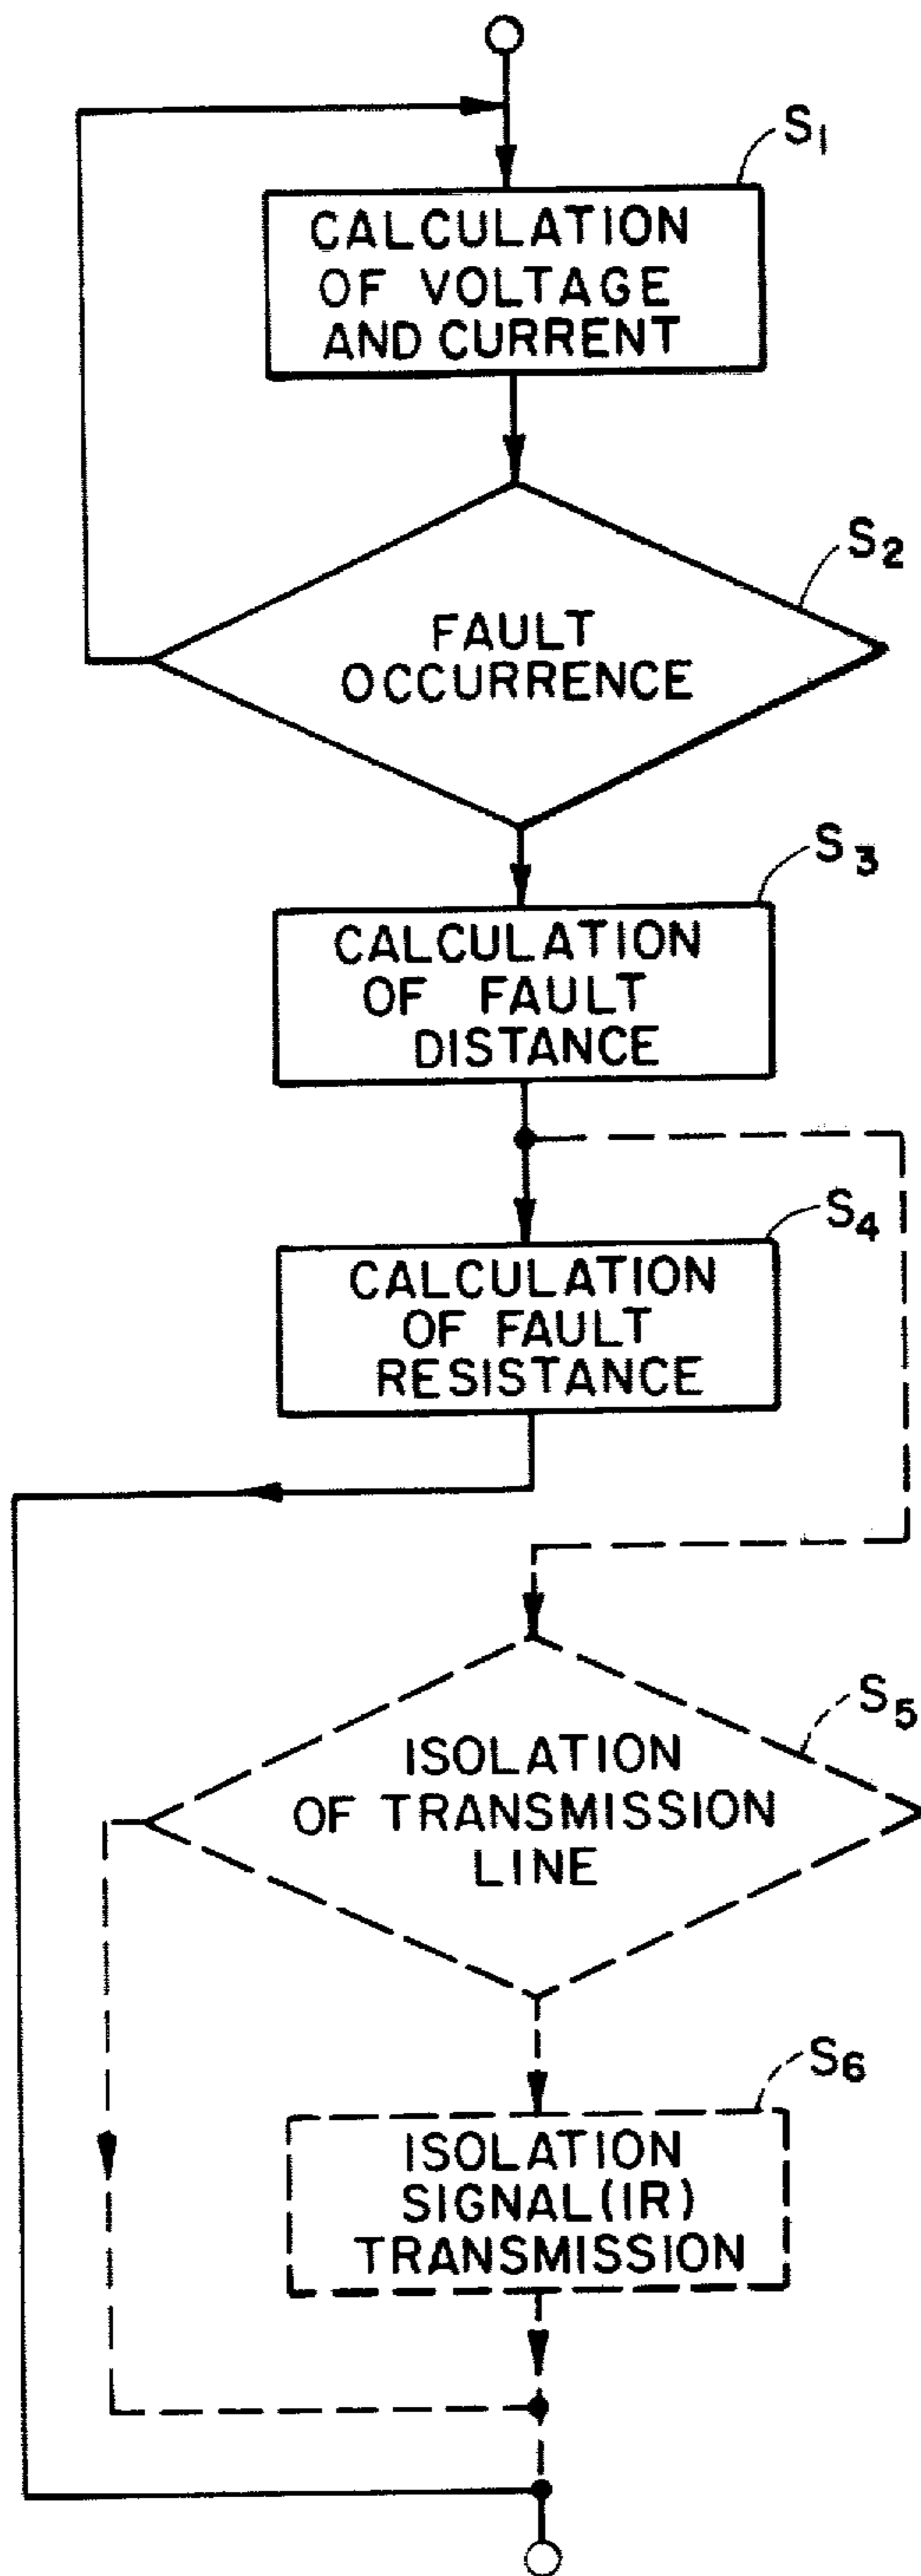 S1
CALCULATION
OF VOLTAGE
AND CURRENT
S2
FAULT
OCCURRENCE
S3
CALCULATION
OF FAULT
DISTANCE
S4
CALCULATION
OF FAULT
RESISTANCE
S5
ISOLATION
OF TRANSMISSION
LINE
S6
ISOLATION
SIGNAL(IR)
TRANSMISSION